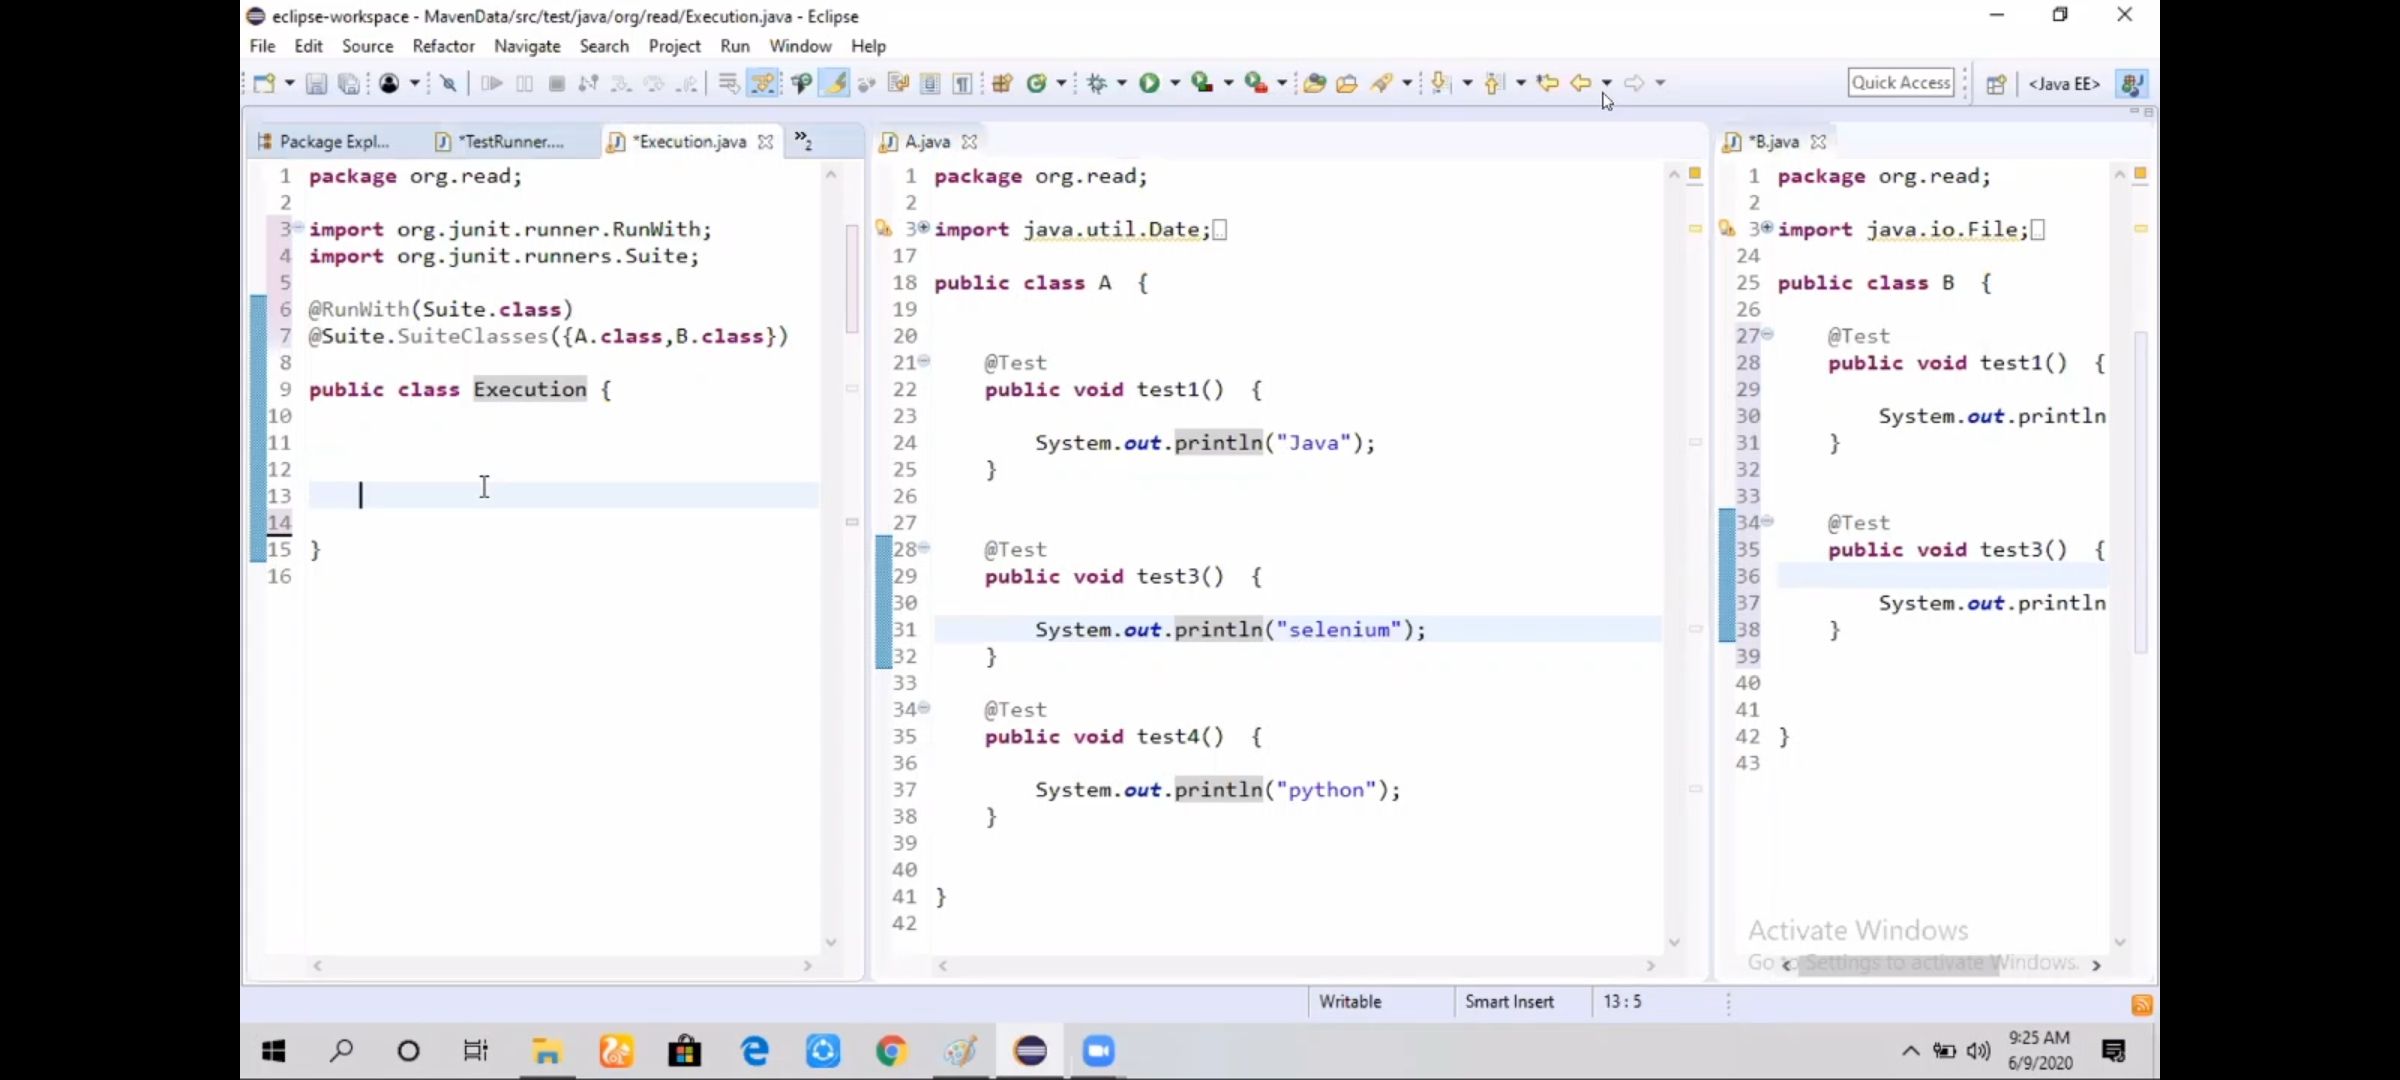 eclipse-workspace - MavenData/src/test/java/org/read/Execution.java - Eclipse
File Edit Source Refactor Navigate Search Project Run Window Help
Quick Access
<Java EE>
Package Expl...
*TestRunner....
*Execution.java
»2
1 package org.read;
2
3 import org.junit.runner.RunWith;
4 import org.junit.runners.Suite;
5
6 @RunWith(Suite.class)
7 @Suite.SuiteClasses({A.class,B.class})
8
9 public class Execution {
10
11
12
13
14
15 }
16
A.java
1 package org.read;
2
3 import java.util.Date;
17
18 public class A  {
19
20
21 @Test
22 public void test1()  {
23
24 System.out.println("Java");
25 }
26
27
28 @Test
29 public void test3()  {
30
31 System.out.println("selenium");
32 }
33
34 @Test
35 public void test4()  {
36
37 System.out.println("python");
38 }
39
40
41 }
42
*B.java
1 package org.read;
2
3 import java.io.File;
24
25 public class B  {
26
27 @Test
28 public void test1()  {
29
30 System.out.println
31 }
32
33
34 @Test
35 public void test3()  {
36
37 System.out.println
38 }
39
40
41
42 }
43
Activate Windows
Go to Settings to activate Windows.
Writable
Smart Insert
13 : 5
9:25 AM
6/9/2020